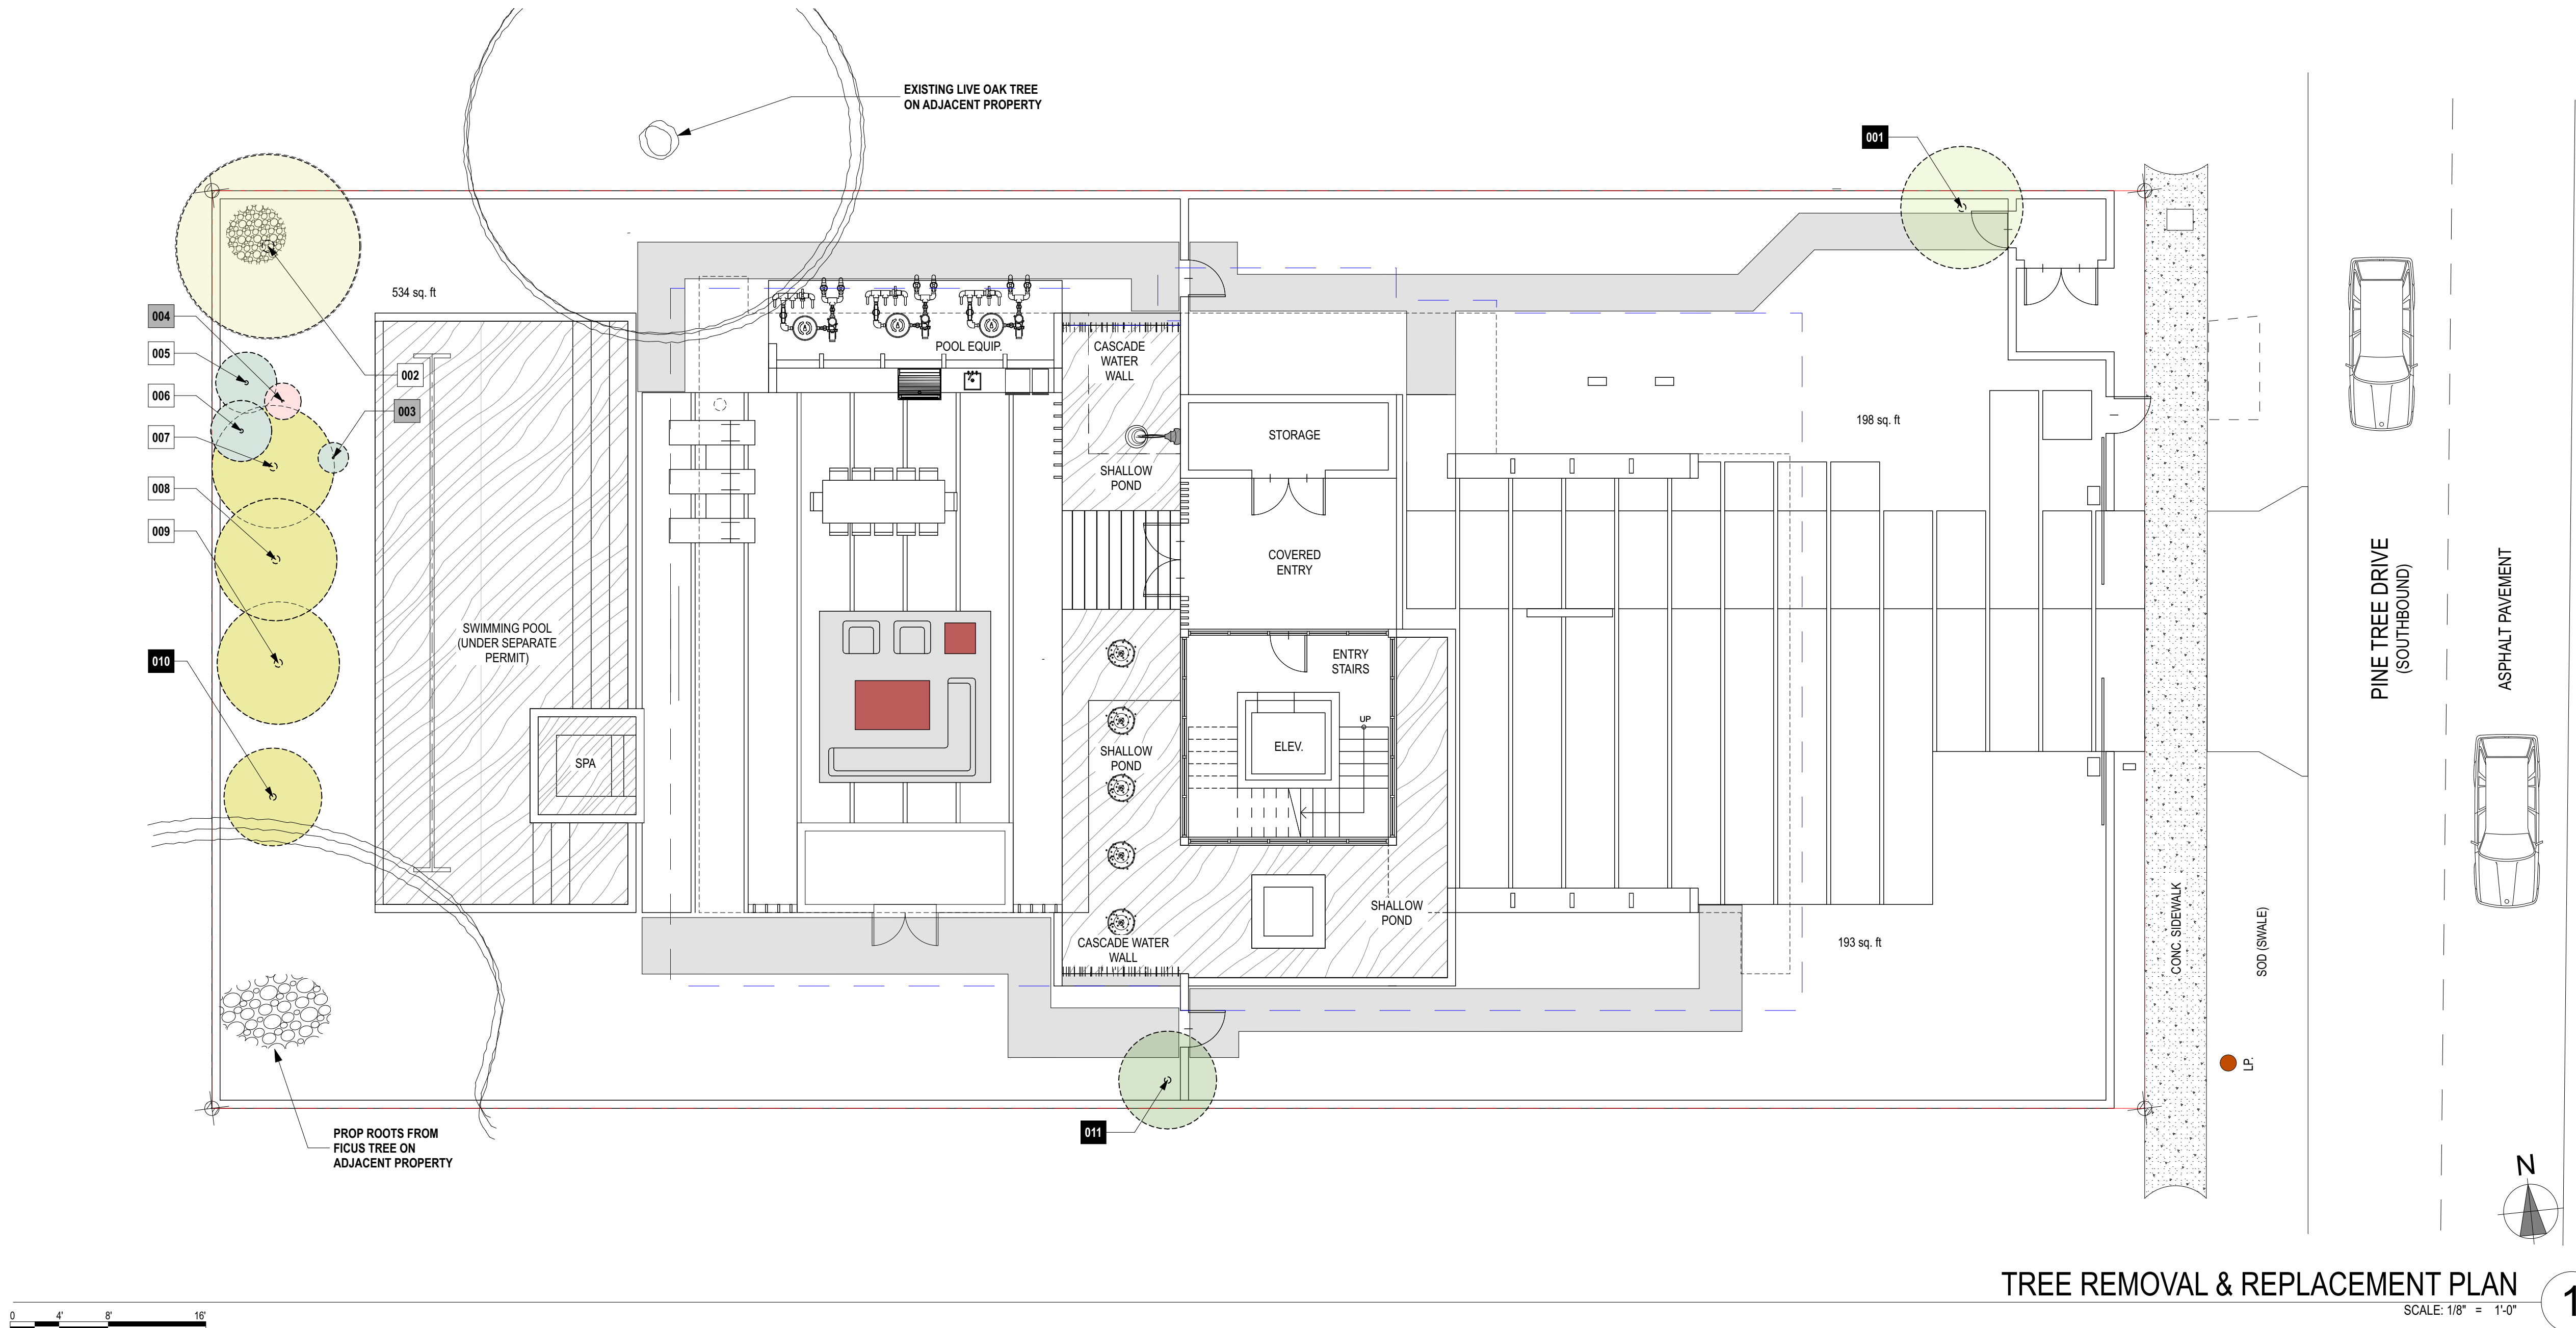 EXISTING LIVE OAK TREE
ON ADJACENT PROPERTY
001
534 sq. ft
004
005
002
006
003
007
008
009
010
POOL EQUIP.
CASCADE
WATER
WALL
SHALLOW
POND
STORAGE
COVERED
ENTRY
198 sq. ft
SWIMMING POOL
(UNDER SEPARATE
PERMIT)
SPA
ENTRY
STAIRS
UP
ELEV.
SHALLOW
POND
SHALLOW
POND
CASCADE WATER
WALL
193 sq. ft
PINE TREE DRIVE
(SOUTHBOUND)
ASPHALT PAVEMENT
CONC. SIDEWALK
SOD (SWALE)
LP.
011
PROP ROOTS FROM
FICUS TREE ON
ADJACENT PROPERTY
N
TREE REMOVAL & REPLACEMENT PLAN
SCALE: 1/8" = 1'-0"
1
0 4' 8' 16'